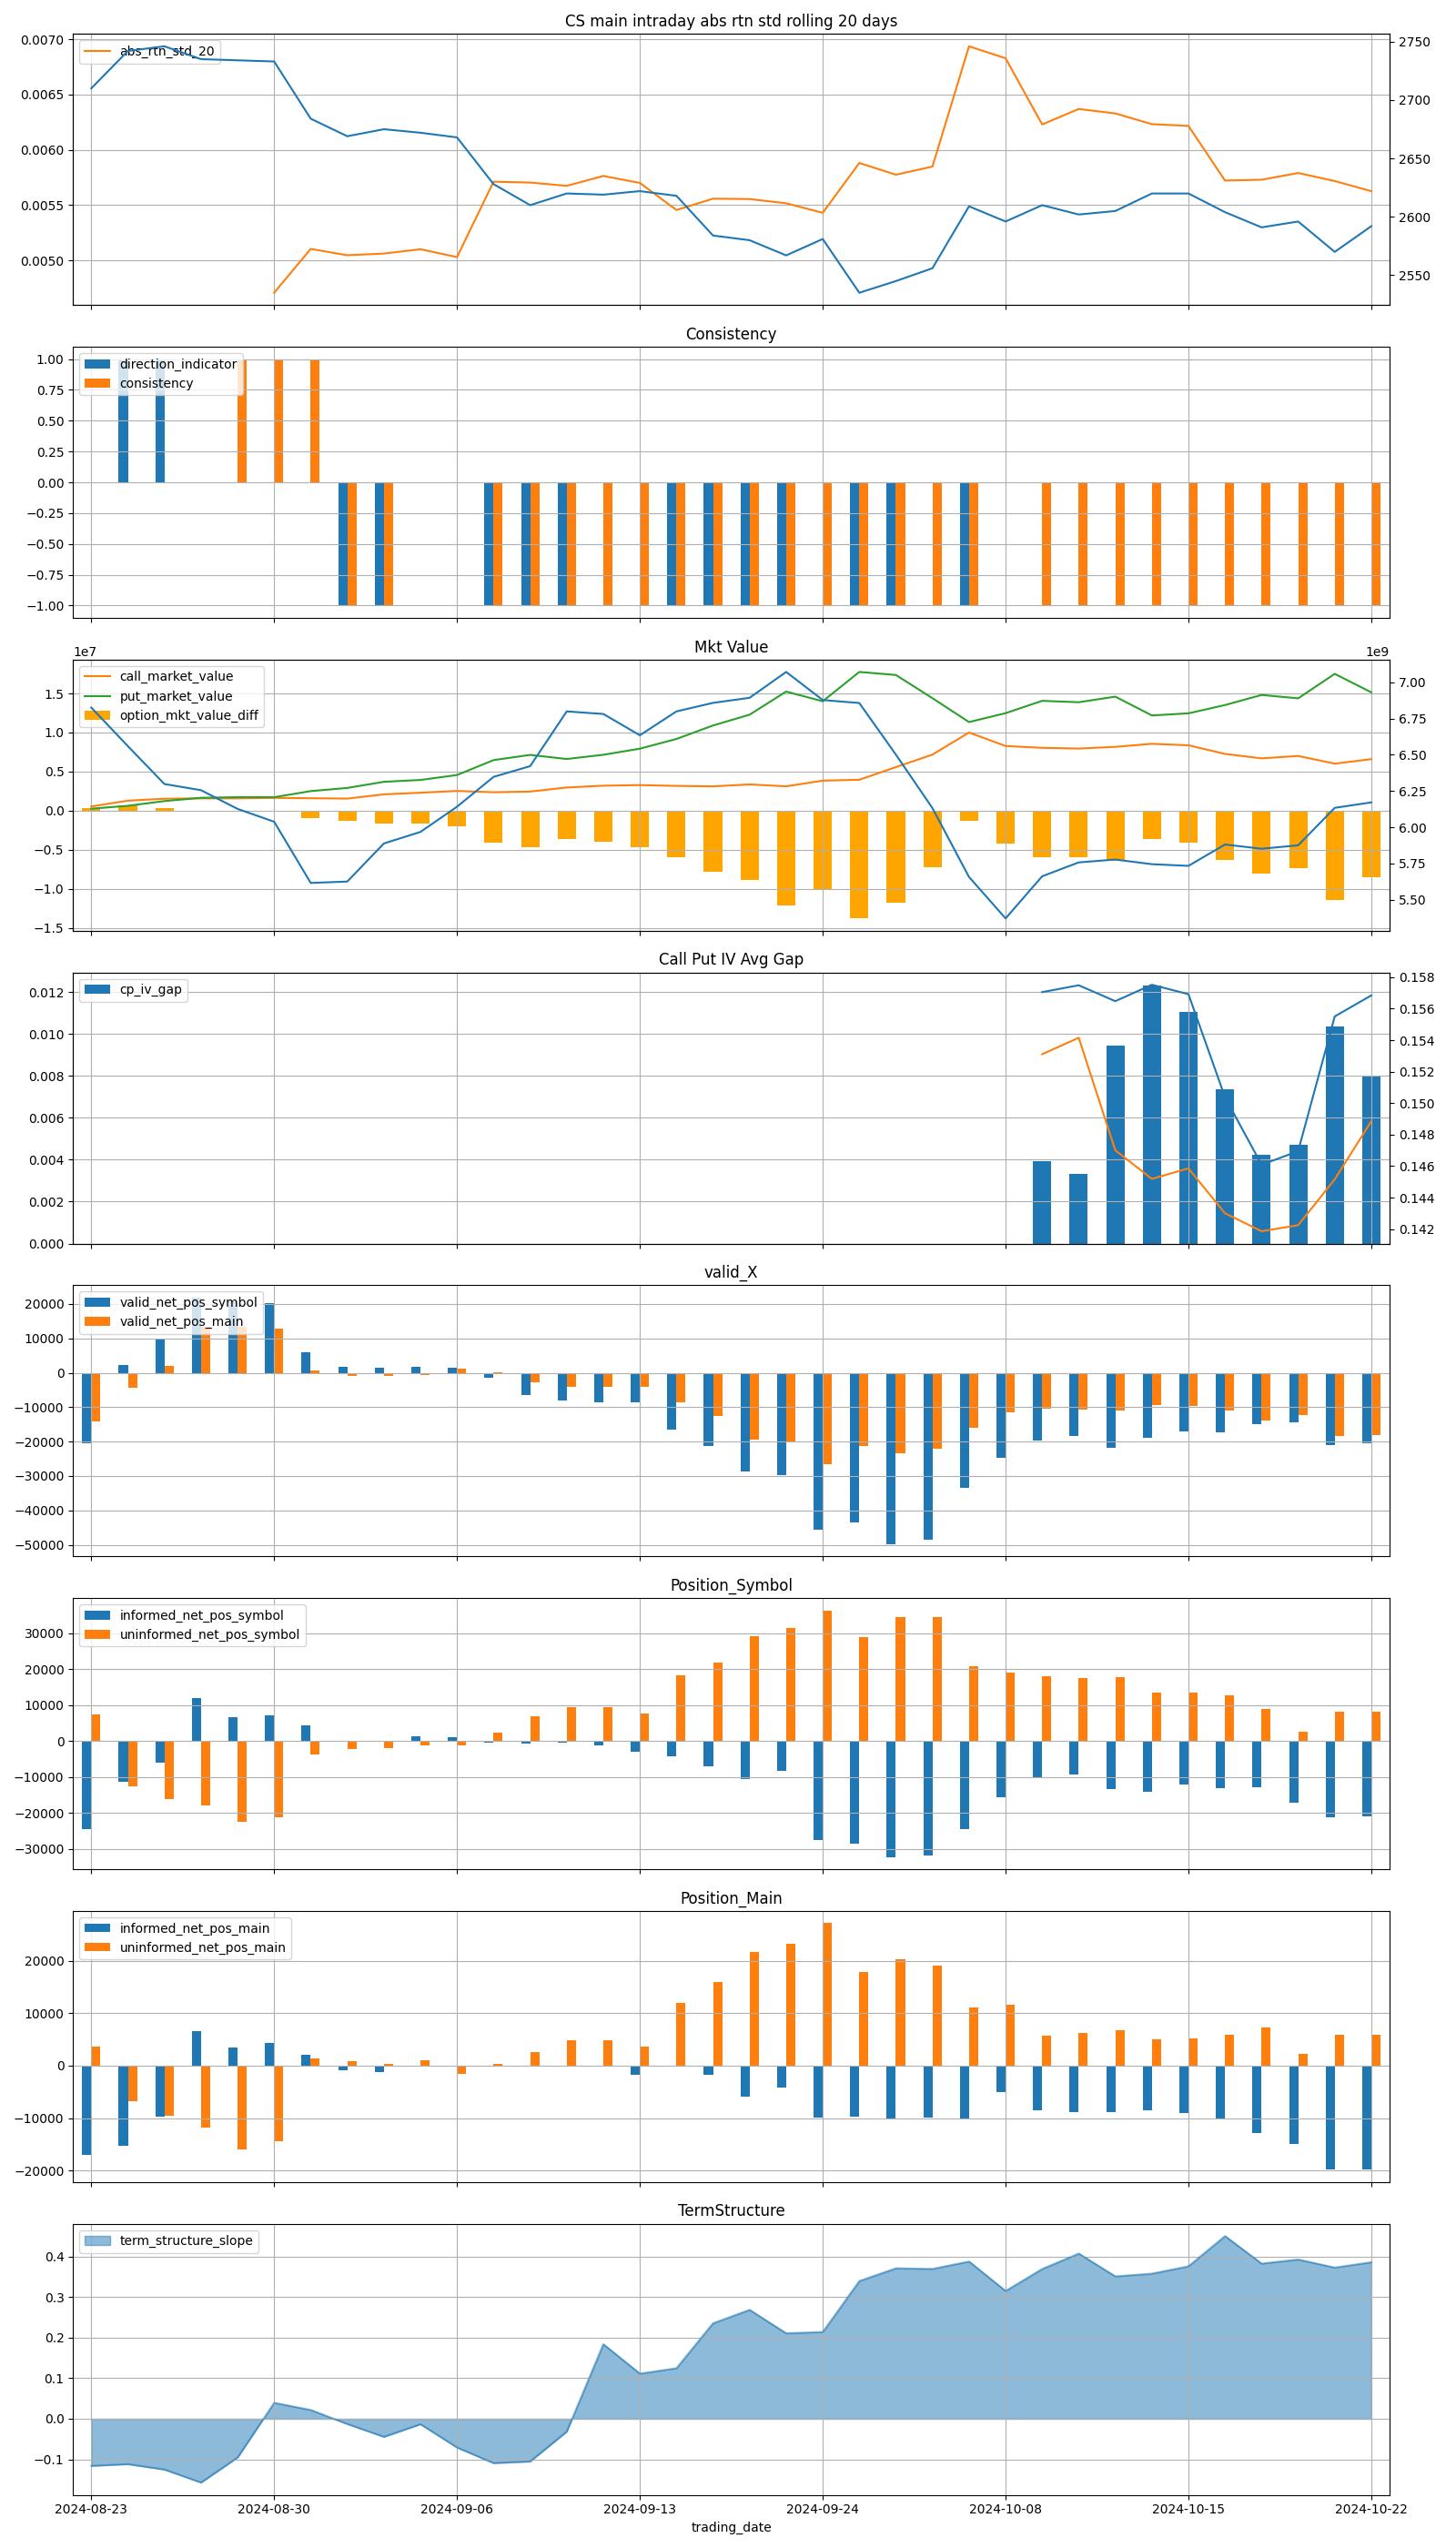 CS main intraday abs rtn std rolling 20 days
abs_rtn_std_20
0.0070
0.0065
0.0060
0.0055
0.0050
2750
2700
2650
2600
2550
Consistency
direction_indicator
consistency
1.00
0.75
0.50
0.25
0.00
−0.25
−0.50
−0.75
−1.00
Mkt Value
1e7
1e9
call_market_value
put_market_value
option_mkt_value_diff
1.5
1.0
0.5
0.0
−0.5
−1.0
−1.5
7.00
6.75
6.50
6.25
6.00
5.75
5.50
Call Put IV Avg Gap
cp_iv_gap
0.012
0.010
0.008
0.006
0.004
0.002
0.000
0.158
0.156
0.154
0.152
0.150
0.148
0.146
0.144
0.142
valid_X
valid_net_pos_symbol
valid_net_pos_main
20000
10000
0
−10000
−20000
−30000
−40000
−50000
Position_Symbol
informed_net_pos_symbol
uninformed_net_pos_symbol
30000
20000
10000
0
−10000
−20000
−30000
Position_Main
informed_net_pos_main
uninformed_net_pos_main
20000
10000
0
−10000
−20000
TermStructure
term_structure_slope
0.4
0.3
0.2
0.1
0.0
−0.1
2024-08-23 2024-08-30 2024-09-06 2024-09-13 2024-09-24 2024-10-08 2024-10-15 2024-10-22
trading_date